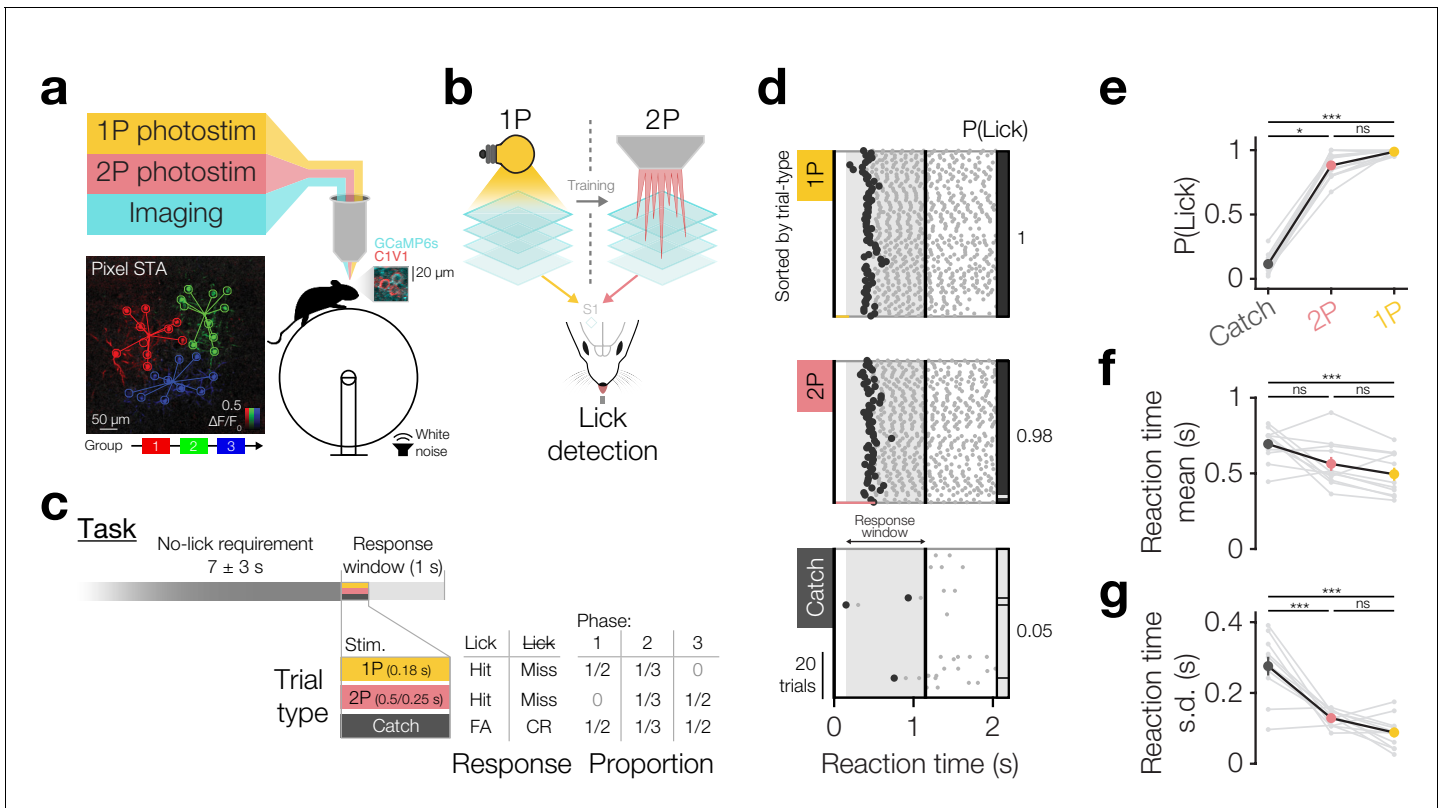 a
1P photostim
2P photostim
Imaging
GCaMP6s
C1V1
20 µm
Pixel STA
50 µm
0.5
ΔF/F0
Group
1 2 3
White
noise
b
1P 2P
Training
S1
Lick
detection
c
Task
No-lick requirement
7 ± 3 s
Response
window (1 s)
Trial
type
Stim.
1P (0.18 s)
2P (0.5/0.25 s)
Catch
Phase:
Lick Lick 1 2 3
Hit Miss 1/2 1/3 0
Hit Miss 0 1/3 1/2
FA CR 1/2 1/3 1/2
Response Proportion
d
P(Lick)
Sorted by trial-type
1P
1
2P
0.98
Response
window
Catch
0.05
20
trials
0 1 2
Reaction time (s)
e
***
* ns
P(Lick)
1
0.5
0
Catch 2P 1P
f
***
ns ns
Reaction time
mean (s)
1
0.5
0
g
***
*** ns
Reaction time
s.d. (s)
0.4
0.2
0